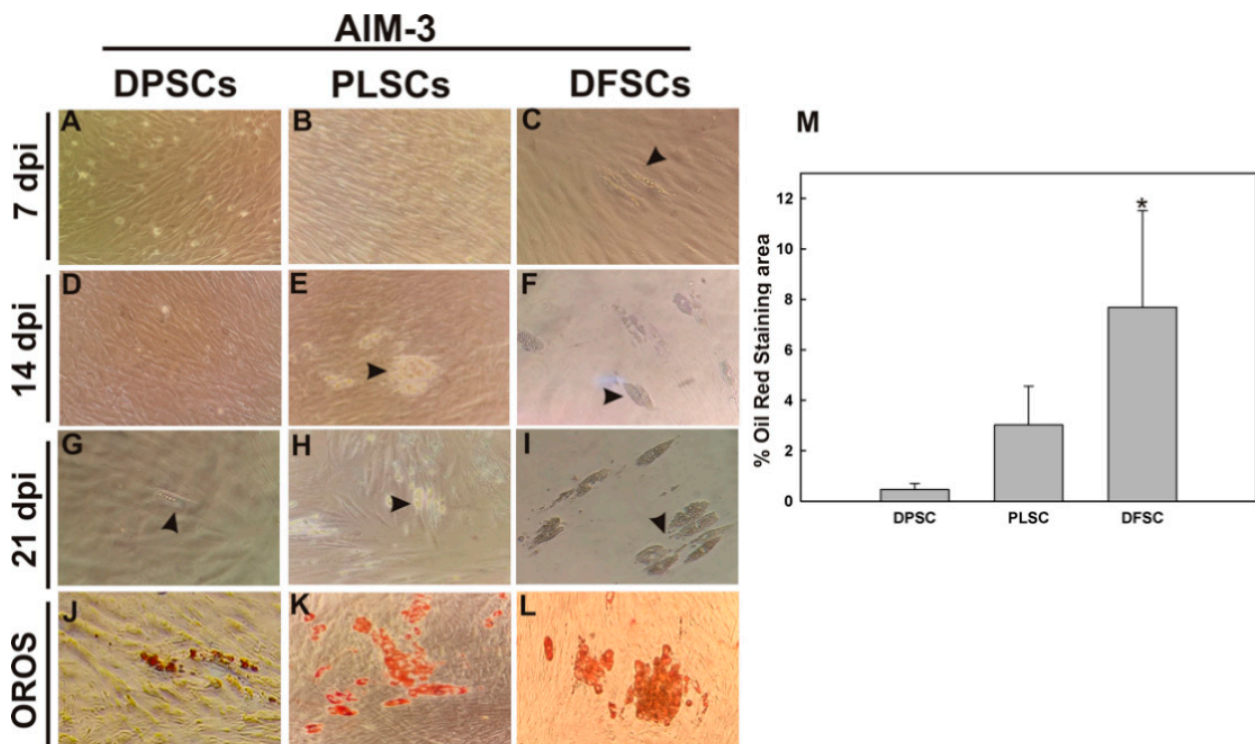 AIM-3
DPSCs PLSCs DFSCs
7 dpi
A B C
14 dpi
D E F
21 dpi
G H I
OROS
J K L
M
% Oil Red Staining area
12
10
8
6
4
2
0
*
DPSC PLSC DFSC